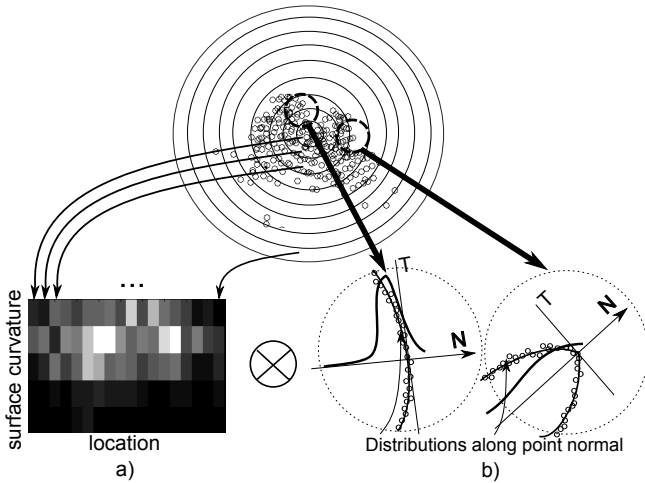 ...
T
N
T
N
surface curvature
location
Distributions along point normal
a)
b)